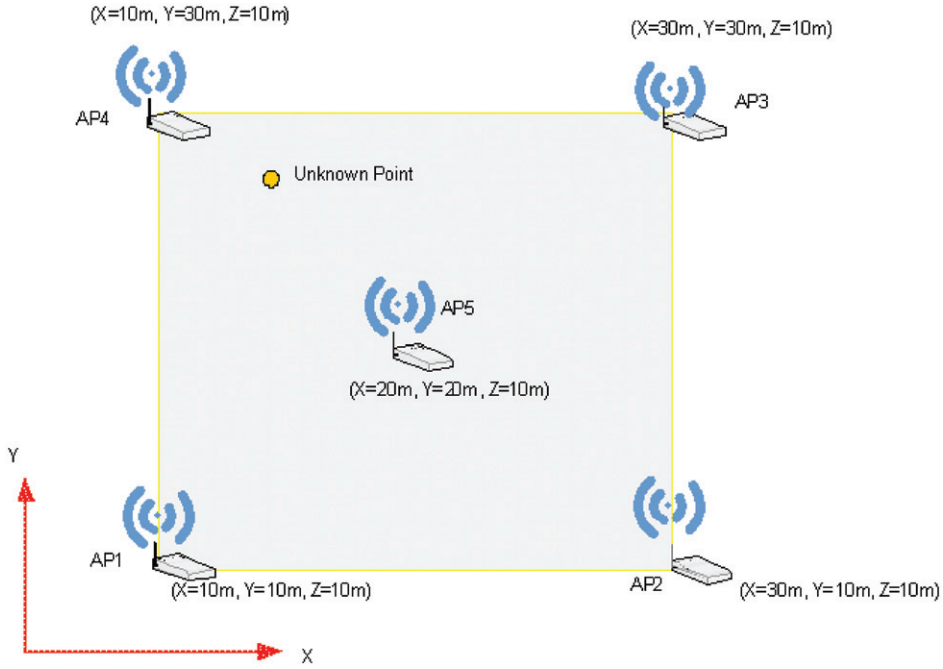 (X=10m, Y=30m, Z=10m)
(X=30m, Y=30m, Z=10m)
AP4
AP3
Unknown Point
AP5
(X=20m, Y=20m, Z=10m)
Y
AP1
(X=10m, Y=10m, Z=10m)
AP2
(X=30m, Y=10m, Z=10m)
X